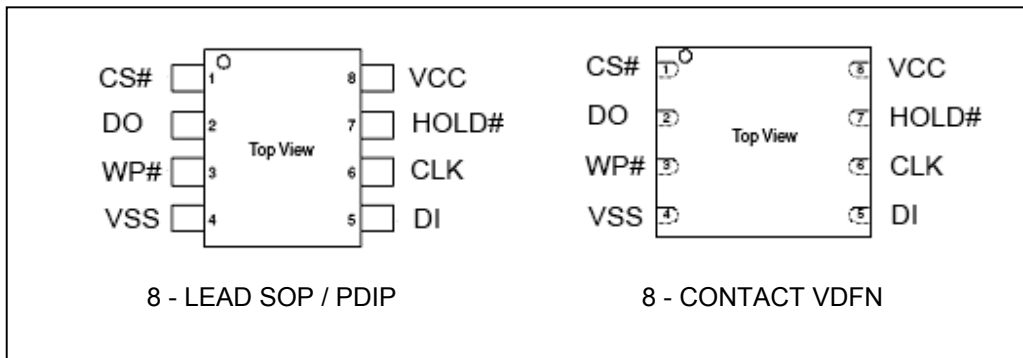 CS# 1 8 VCC
DO 2 7 HOLD#
Top View
WP# 3 6 CLK
VSS 4 5 DI
8 - LEAD SOP / PDIP
CS# 1 8 VCC
DO 2 7 HOLD#
Top View
WP# 3 6 CLK
VSS 4 5 DI
8 - CONTACT VDFN